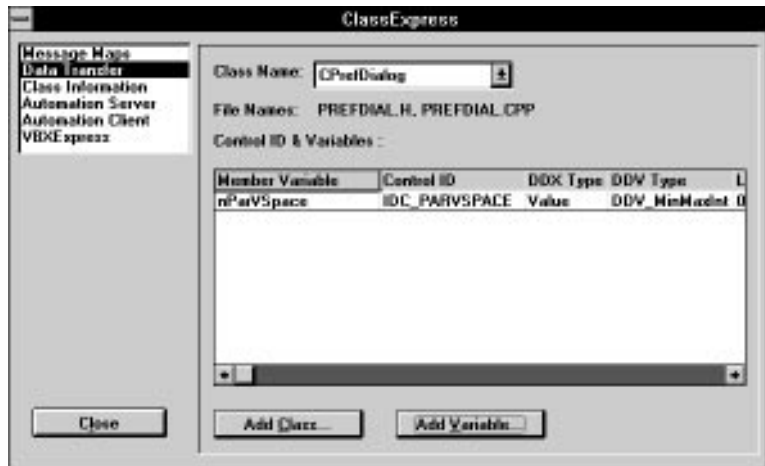 ClassExpress
Message Maps
Data Transfer
Class Information
Automation Server
Automation Client
VBXExpress
Class Name: CPrefDialog
File Names: PREFDIAL.H, PREFDIAL.CPP
Control ID & Variables :
Member Variable Control ID DDX Type DDV Type L
nParVSpace IDC_PARVSPACE Value DDV_MinMaxInt 0
Close Add Class... Add Variable...